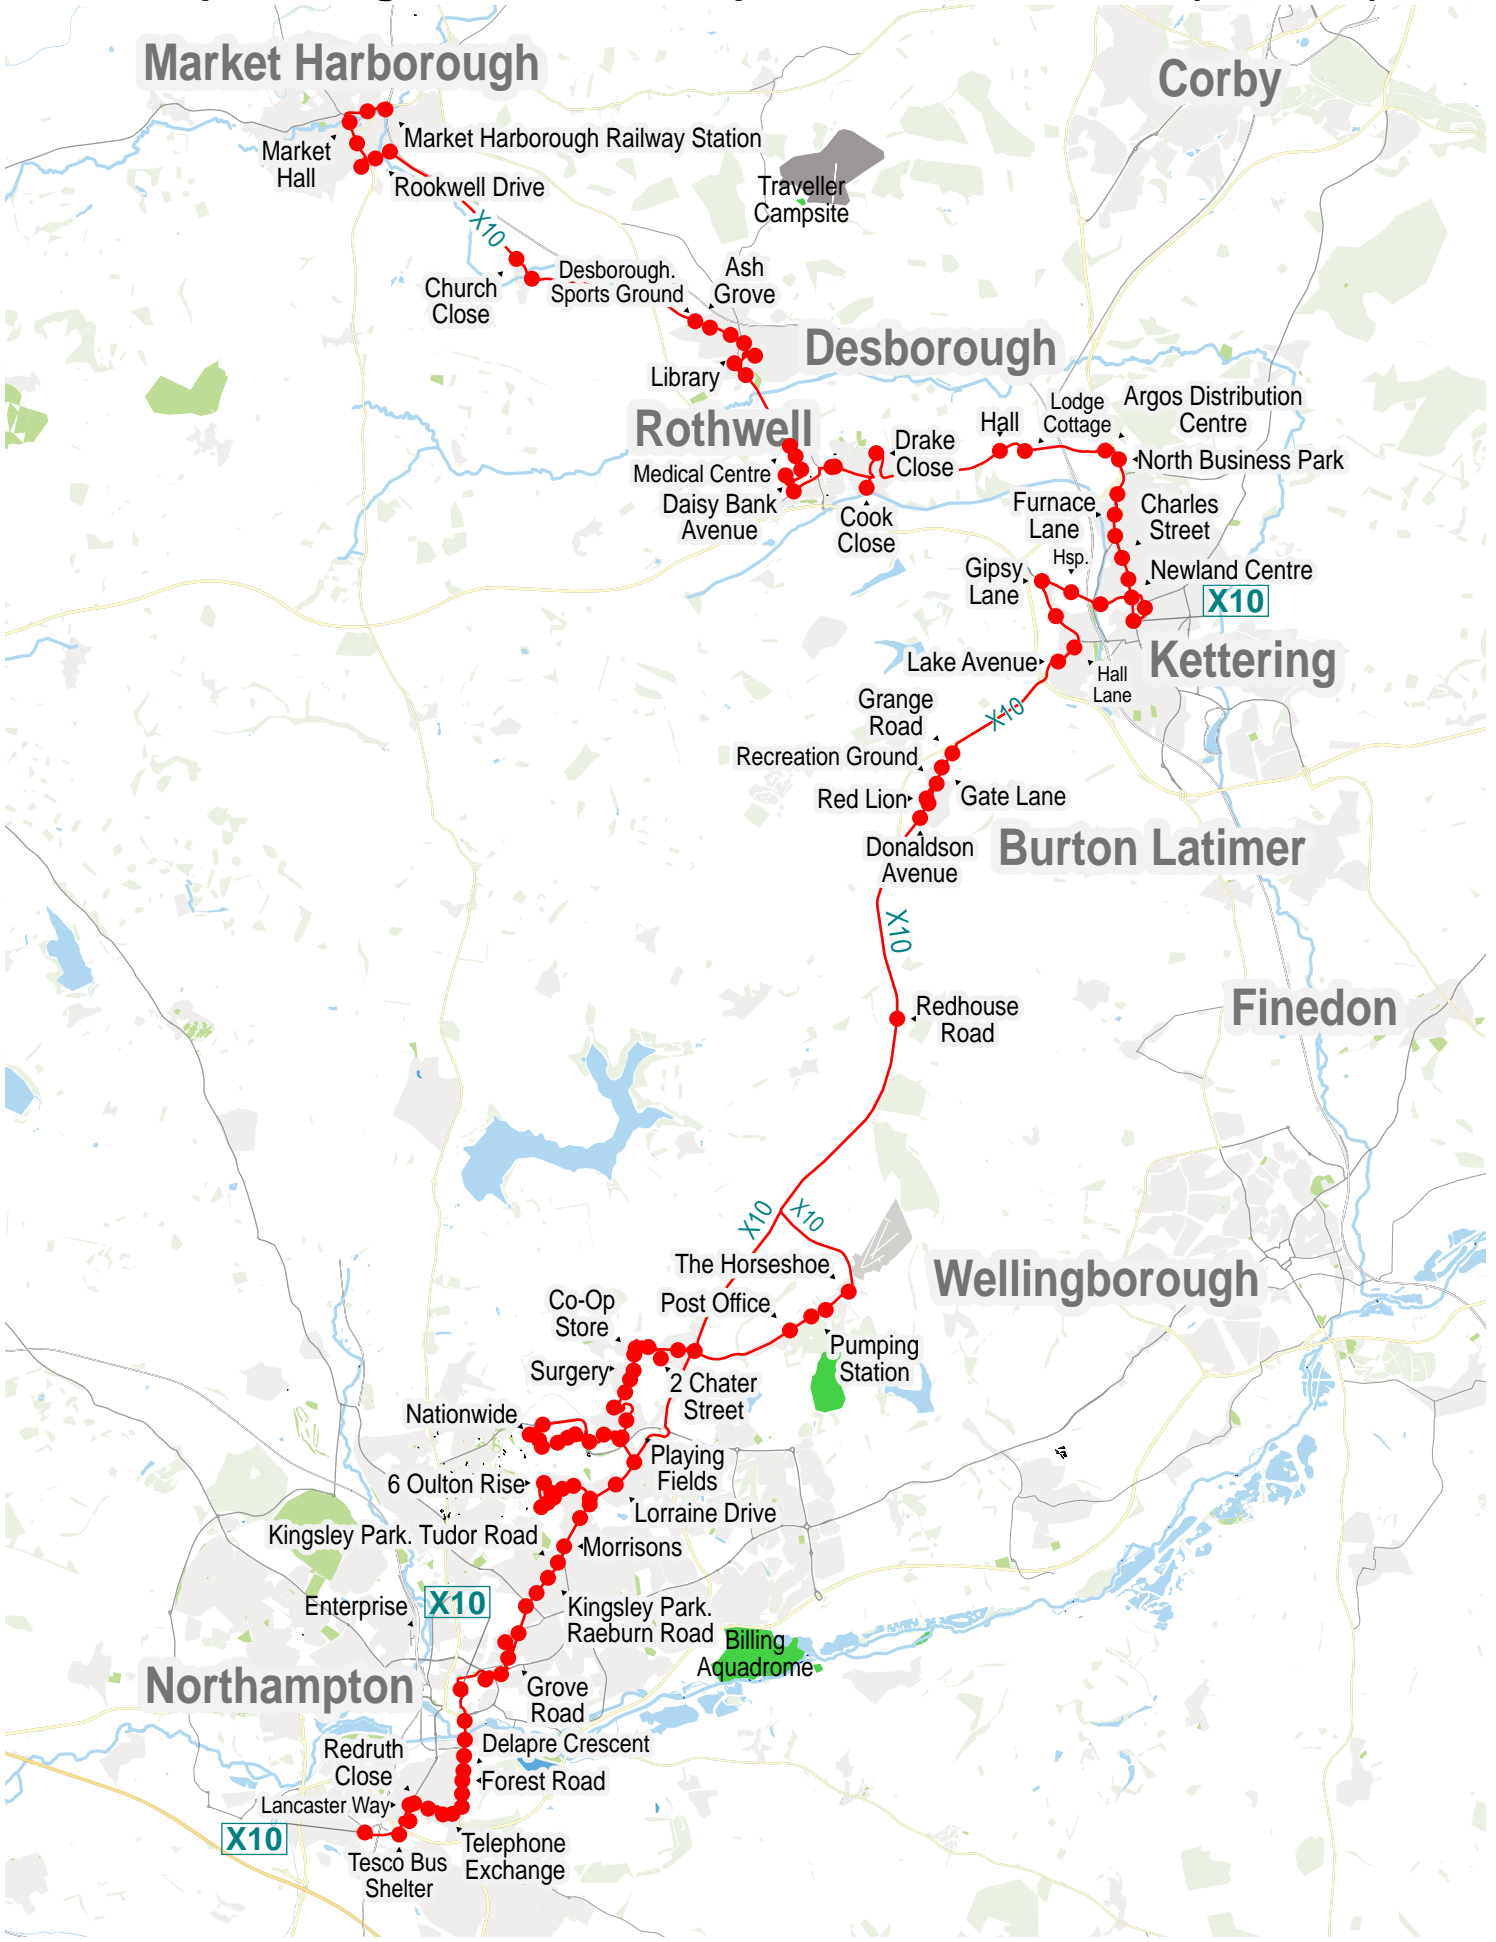 Market Harborough
Corby
Market Harborough Railway Station
Market
Hall
Rookwell Drive
Traveller
Campsite
X10
Church
Close
Desborough.
Sports Ground
Ash
Grove
Desborough
Library
Rothwell
Medical Centre
Daisy Bank
Avenue
Drake
Close
Cook
Close
Hall
Lodge
Cottage
Argos Distribution
Centre
North Business Park
Furnace
Lane
Charles
Street
Hsp.
Gipsy
Lane
Newland Centre
X10
Kettering
Lake Avenue
Hall
Lane
X10
Grange
Road
Recreation Ground
Red Lion
Gate Lane
Donaldson
Avenue
Burton Latimer
X10
Finedon
Redhouse
Road
X10
X10
The Horseshoe
Wellingborough
Co-Op
Store
Post Office
Pumping
Station
Surgery
2 Chater
Street
Nationwide
Playing
Fields
6 Oulton Rise
Lorraine Drive
Kingsley Park. Tudor Road
Morrisons
X10
Enterprise
Kingsley Park.
Raeburn Road
Billing
Aquadrome
Northampton
Grove
Road
Redruth
Close
Delapre Crescent
Forest Road
Lancaster Way
X10
Telephone
Exchange
Tesco Bus
Shelter